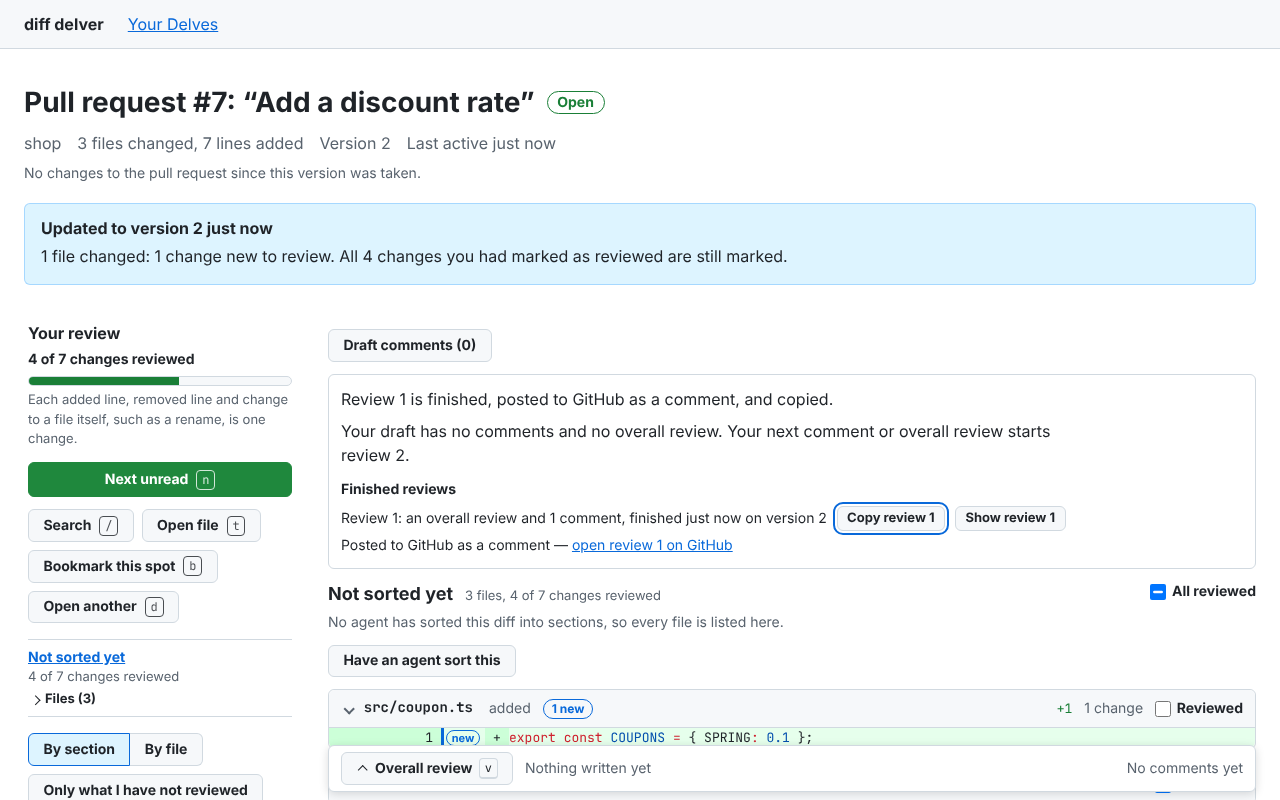 diff delver Your Delves
Pull request #7: “Add a discount rate” Open
shop 3 files changed, 7 lines added Version 2 Last active just now
No changes to the pull request since this version was taken.
Updated to version 2 just now
1 file changed: 1 change new to review. All 4 changes you had marked as reviewed are still marked.
Your review
4 of 7 changes reviewed
Each added line, removed line and change
to a file itself, such as a rename, is one
change.
Next unread n
Search / Open file t
Bookmark this spot b
Open another d
Not sorted yet
4 of 7 changes reviewed
Files (3)
By section By file
Only what I have not reviewed
Draft comments (0)
Review 1 is finished, posted to GitHub as a comment, and copied.
Your draft has no comments and no overall review. Your next comment or overall review starts
review 2.
Finished reviews
Review 1: an overall review and 1 comment, finished just now on version 2 Copy review 1 Show review 1
Posted to GitHub as a comment — open review 1 on GitHub
Not sorted yet 3 files, 4 of 7 changes reviewed All reviewed
No agent has sorted this diff into sections, so every file is listed here.
Have an agent sort this
src/coupon.ts added 1 new +1 1 change Reviewed
1 new + export const COUPONS = { SPRING: 0.1 };
Overall review v Nothing written yet No comments yet